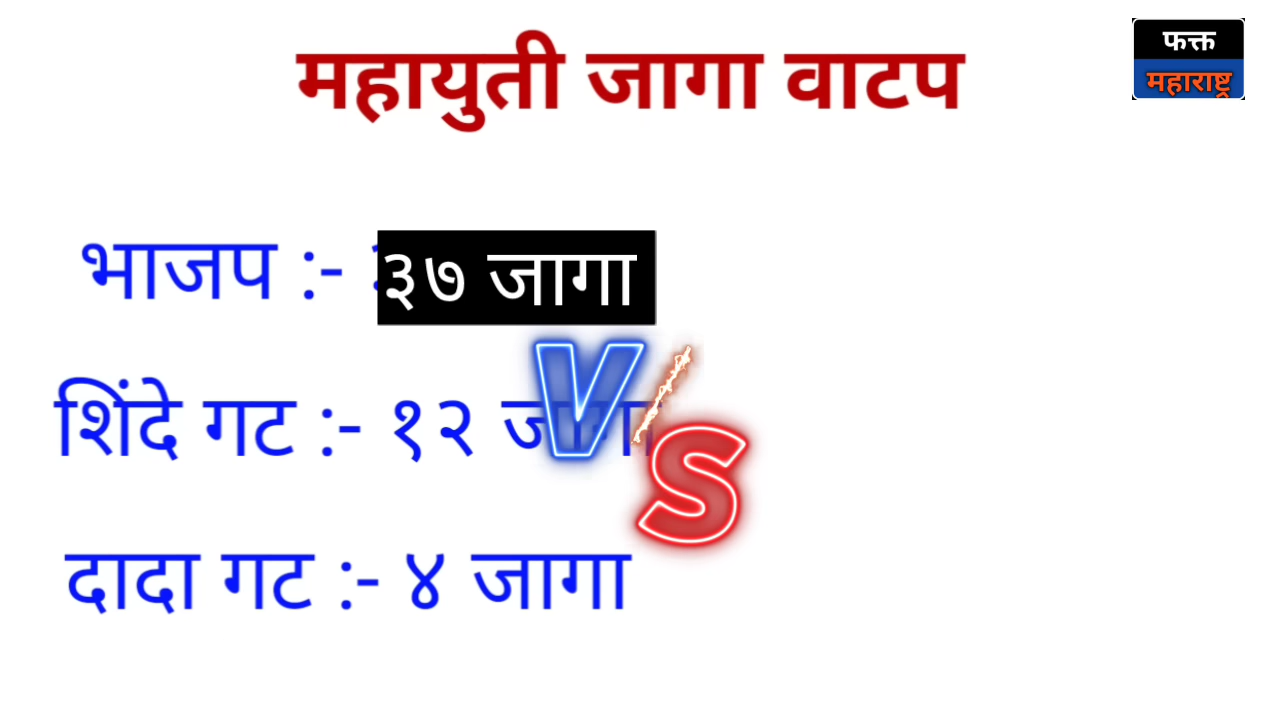 महायुती जागा वाटप
फक्त
महाराष्ट्र
भाजप :- ३७ जागा
शिंदे गट :- १२ जागा
VS
दादा गट :- ४ जागा